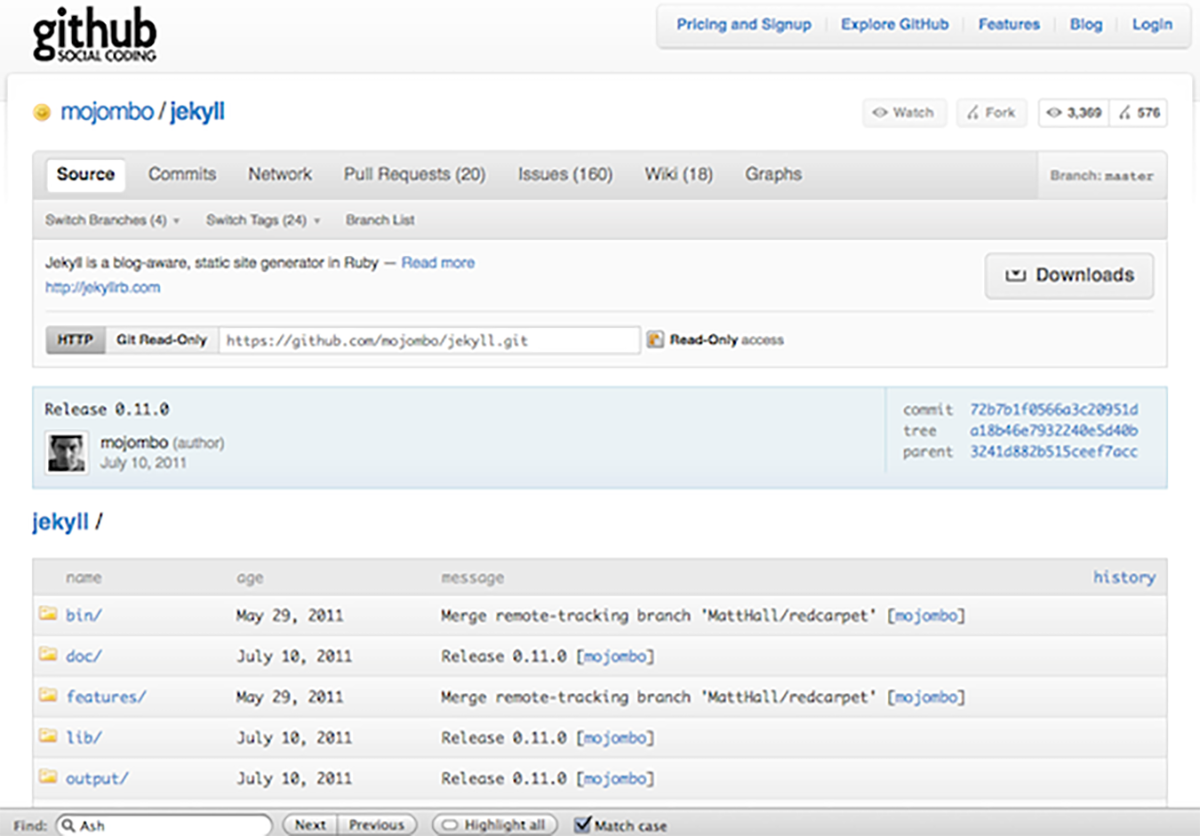 github
SOCIAL CODING
Pricing and Signup Explore GitHub Features Blog Login
mojombo / jekyll
Watch Fork 3,369 576
Source Commits Network Pull Requests (20) Issues (160) Wiki (18) Graphs Branch: master
Switch Branches (4) Switch Tags (24) Branch List
Jekyll is a blog-aware, static site generator in Ruby — Read more
http://jekyllrb.com
Downloads
HTTP Git Read-Only https://github.com/mojombo/jekyll.git Read-Only access
Release 0.11.0
mojombo (author)
July 10, 2011
commit 72b7b1f0566a3c20951d
tree a18b46e7932240e5d40b
parent 3241d882b515ceef7acc
jekyll /
name age message history
bin/ May 29, 2011 Merge remote-tracking branch 'MattHall/redcarpet' [mojombo]
doc/ July 10, 2011 Release 0.11.0 [mojombo]
features/ May 29, 2011 Merge remote-tracking branch 'MattHall/redcarpet' [mojombo]
lib/ July 10, 2011 Release 0.11.0 [mojombo]
output/ July 10, 2011 Release 0.11.0 [mojombo]
Find: Ash Next Previous Highlight all Match case